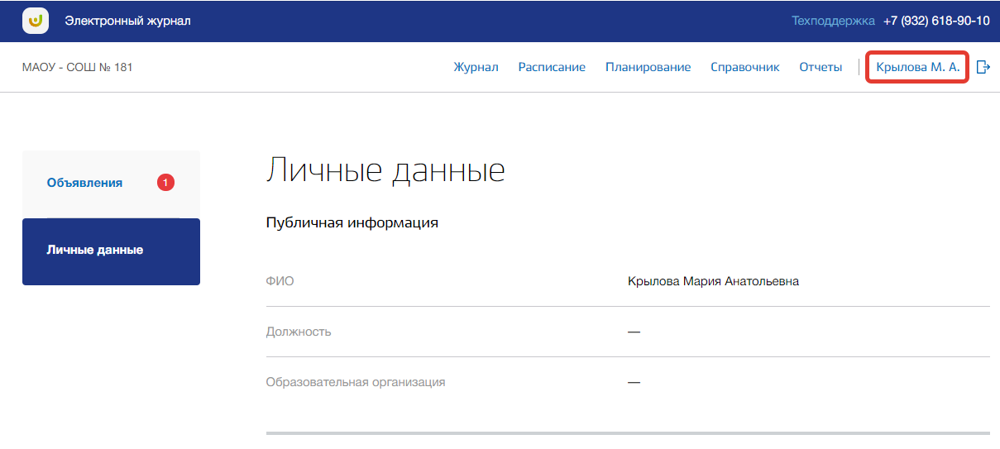 Электронный журнал Техподдержка +7 (932) 618-90-10
МАОУ - СОШ № 181 Журнал Расписание Планирование Справочник Отчеты Крылова М. А.
Личные данные
Объявления 1
Публичная информация
Личные данные
ФИО Крылова Мария Анатольевна
Должность —
Образовательная организация —